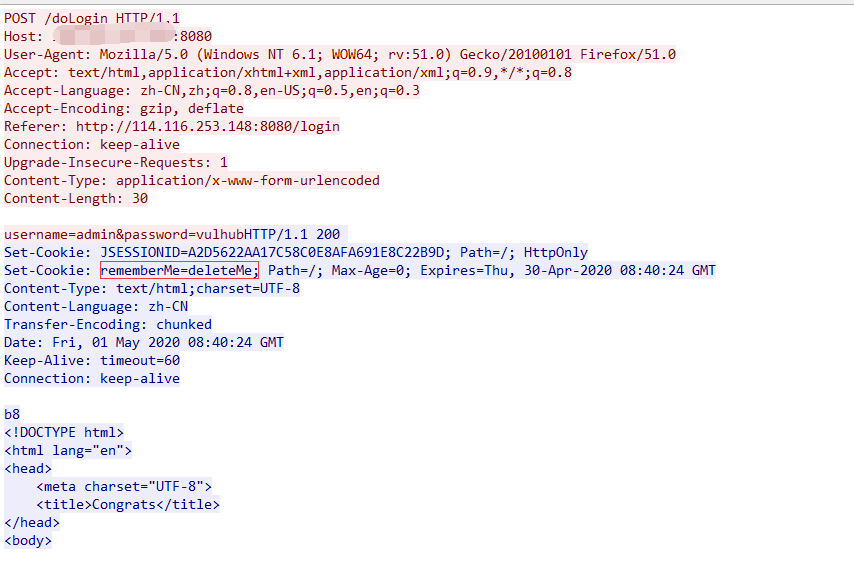 POST /doLogin HTTP/1.1
Host: :8080
User-Agent: Mozilla/5.0 (Windows NT 6.1; WOW64; rv:51.0) Gecko/20100101 Firefox/51.0
Accept: text/html,application/xhtml+xml,application/xml;q=0.9,*/*;q=0.8
Accept-Language: zh-CN,zh;q=0.8,en-US;q=0.5,en;q=0.3
Accept-Encoding: gzip, deflate
Referer: http://114.116.253.148:8080/login
Connection: keep-alive
Upgrade-Insecure-Requests: 1
Content-Type: application/x-www-form-urlencoded
Content-Length: 30

username=admin&password=vulhubHTTP/1.1 200
Set-Cookie: JSESSIONID=A2D5622AA17C58C0E8AFA691E8C22B9D; Path=/; HttpOnly
Set-Cookie: rememberMe=deleteMe; Path=/; Max-Age=0; Expires=Thu, 30-Apr-2020 08:40:24 GMT
Content-Type: text/html;charset=UTF-8
Content-Language: zh-CN
Transfer-Encoding: chunked
Date: Fri, 01 May 2020 08:40:24 GMT
Keep-Alive: timeout=60
Connection: keep-alive

b8
<!DOCTYPE html>
<html lang="en">
<head>
    <meta charset="UTF-8">
    <title>Congrats</title>
</head>
<body>